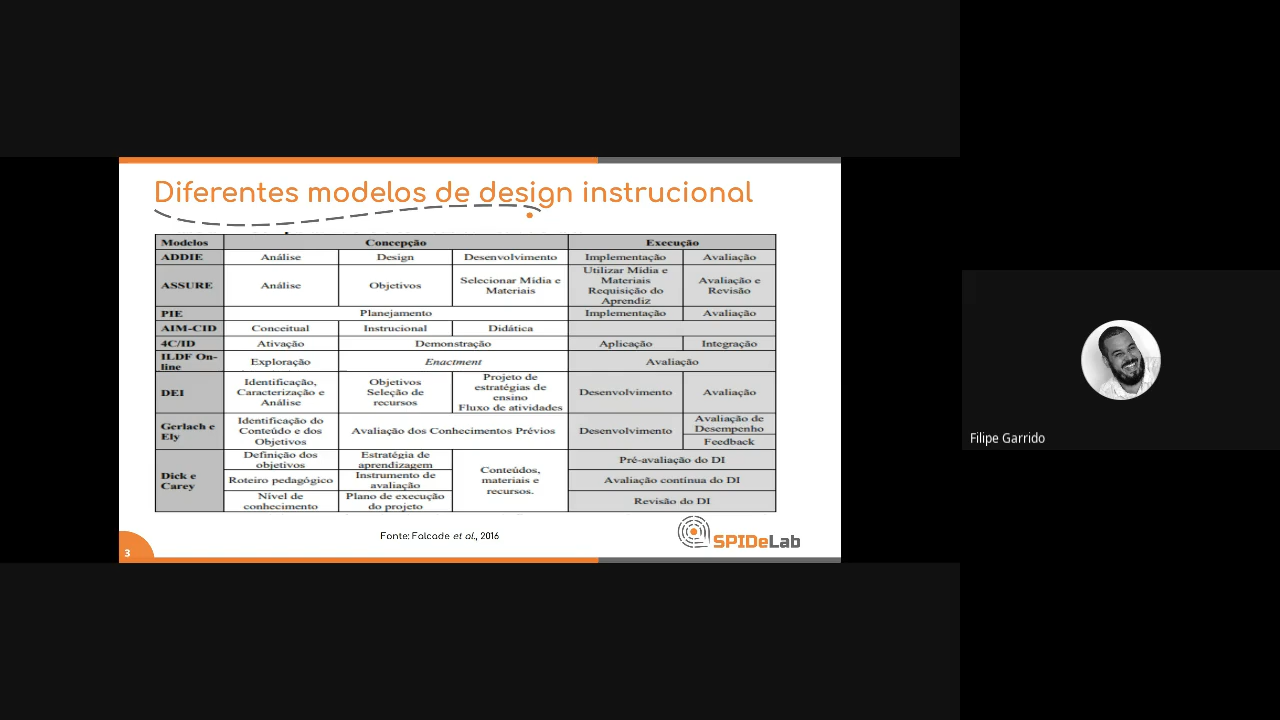 Diferentes modelos de design instrucional
Modelos Concepção Execução
ADDIE Análise Design Desenvolvimento Implementação Avaliação
ASSURE Análise Objetivos Selecionar Mídia e Materiais Utilizar Mídia e Materiais Requisição do Aprendiz Avaliação e Revisão
PIE Planejamento Implementação Avaliação
AIM-CID Conceitual Instrucional Didática
4C/ID Ativação Demonstração Aplicação Integração
ILDF On-line Exploração Enactment Avaliação
DEI Identificação, Caracterização e Análise Objetivos Seleção de recursos Projeto de estratégias de ensino Fluxo de atividades Desenvolvimento Avaliação
Gerlach e Ely Identificação do Conteúdo e dos Objetivos Avaliação dos Conhecimentos Prévios Desenvolvimento Avaliação de Desempenho Feedback
Dick e Carey Definição dos objetivos Estratégia de aprendizagem Conteúdos, materiais e recursos. Pré-avaliação do DI
Roteiro pedagógico Instrumento de avaliação Avaliação contínua do DI
Nível de conhecimento Plano de execução do projeto Revisão do DI
Fonte: Falcade et al., 2016
SPIDeLab
3
Filipe Garrido